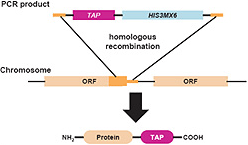 PCR product
TAP HIS3MX6
homologous
recombination
Chromosome
ORF ORF
NH2- Protein TAP -COOH